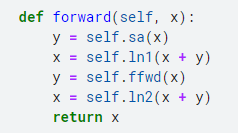 def forward(self, x):
    y = self.sa(x)
    x = self.ln1(x + y)
    y = self.ffwd(x)
    x = self.ln2(x + y)
    return x